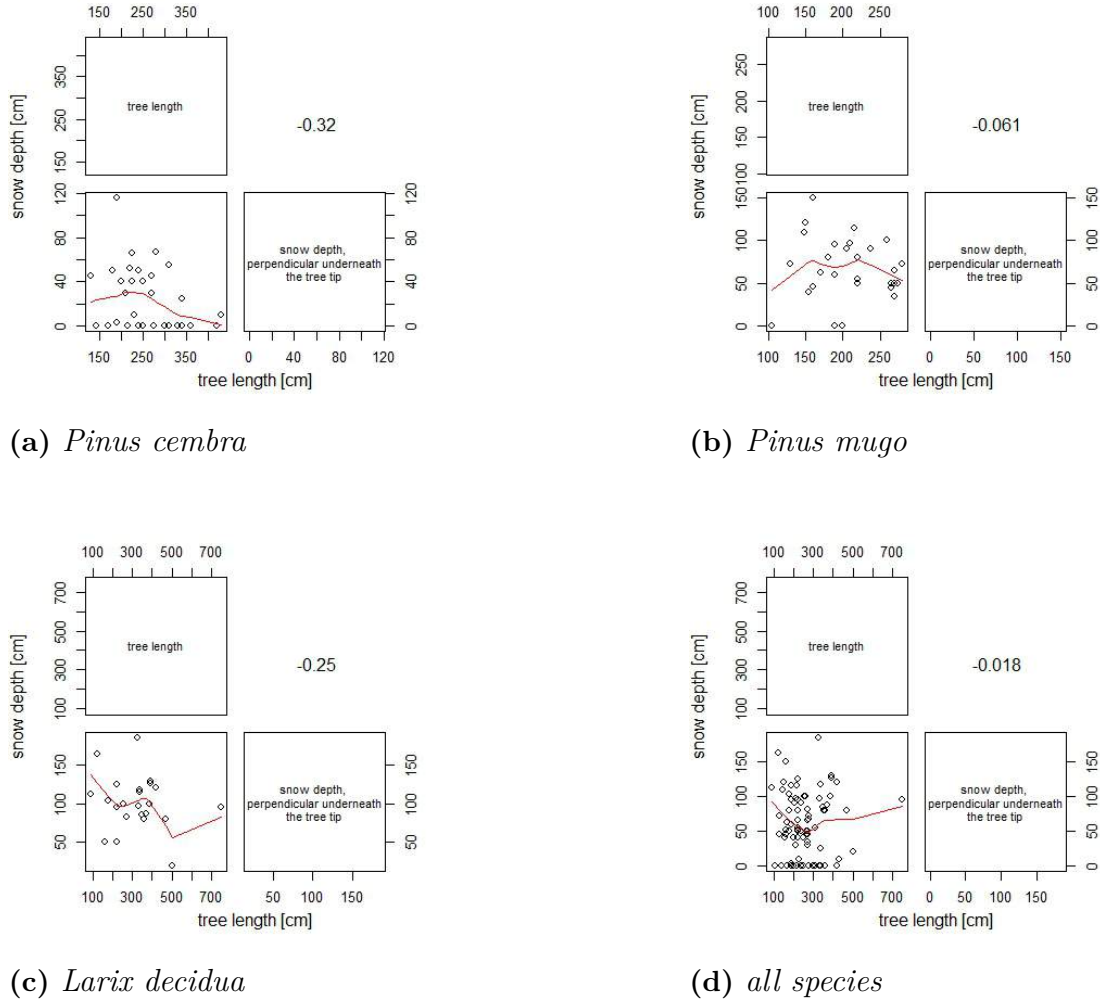 150 250 350
snow depth [cm]
150 250 350
tree length
-0.32
0 40 80 120
snow depth,
perpendicular underneath
the tree tip
0 40 80 120
150 250 350
0 40 80 120
tree length [cm]
(a) Pinus cembra
100 150 200 250
snow depth [cm]
100 150 200 250
tree length
-0.061
0 50 100 150
snow depth,
perpendicular underneath
the tree tip
0 50 100 150
100 150 200 250
0 50 100 150
tree length [cm]
(b) Pinus mugo
100 300 500 700
snow depth [cm]
100 300 500 700
tree length
-0.25
50 100 150
snow depth,
perpendicular underneath
the tree tip
50 100 150
100 300 500 700
50 100 150
tree length [cm]
(c) Larix decidua
100 300 500 700
snow depth [cm]
100 300 500 700
tree length
-0.018
0 50 100 150
snow depth,
perpendicular underneath
the tree tip
0 50 100 150
100 300 500 700
0 50 100 150
tree length [cm]
(d) all species